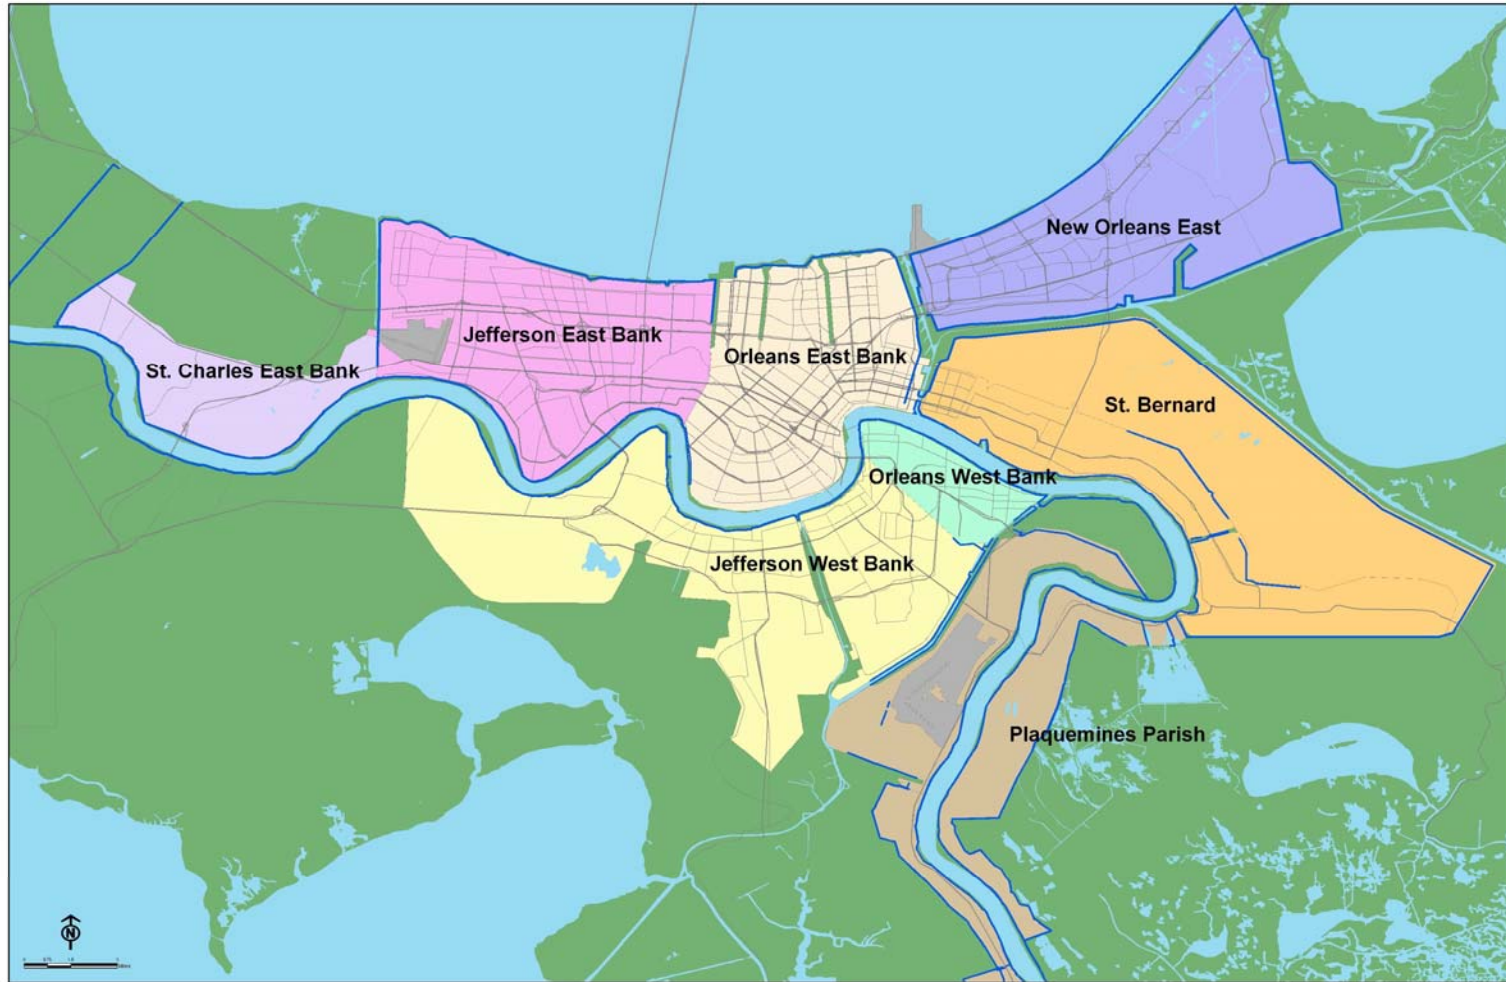 New Orleans East
Jefferson East Bank
Orleans East Bank
St. Charles East Bank
St. Bernard
Orleans West Bank
Jefferson West Bank
Plaquemines Parish
N